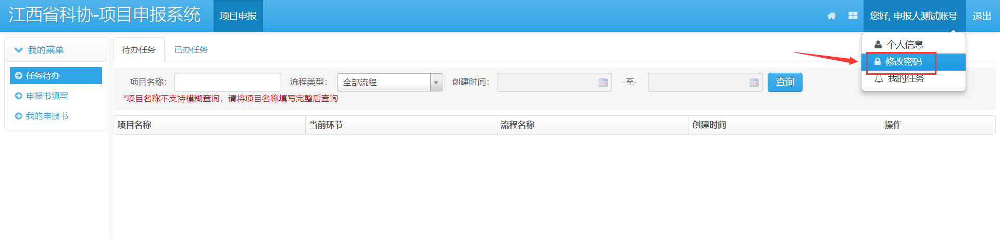 江西省科协-项目申报系统
项目申报
您好, 申报人测试账号
退出
个人信息
修改密码
我的任务
我的菜单
任务待办
申报书填写
我的申报书
待办任务
已办任务
项目名称：
流程类型：
全部流程
创建时间：
-至-
查询
*项目名称不支持模糊查询，请将项目名称填写完整后查询
项目名称
当前环节
流程名称
创建时间
操作